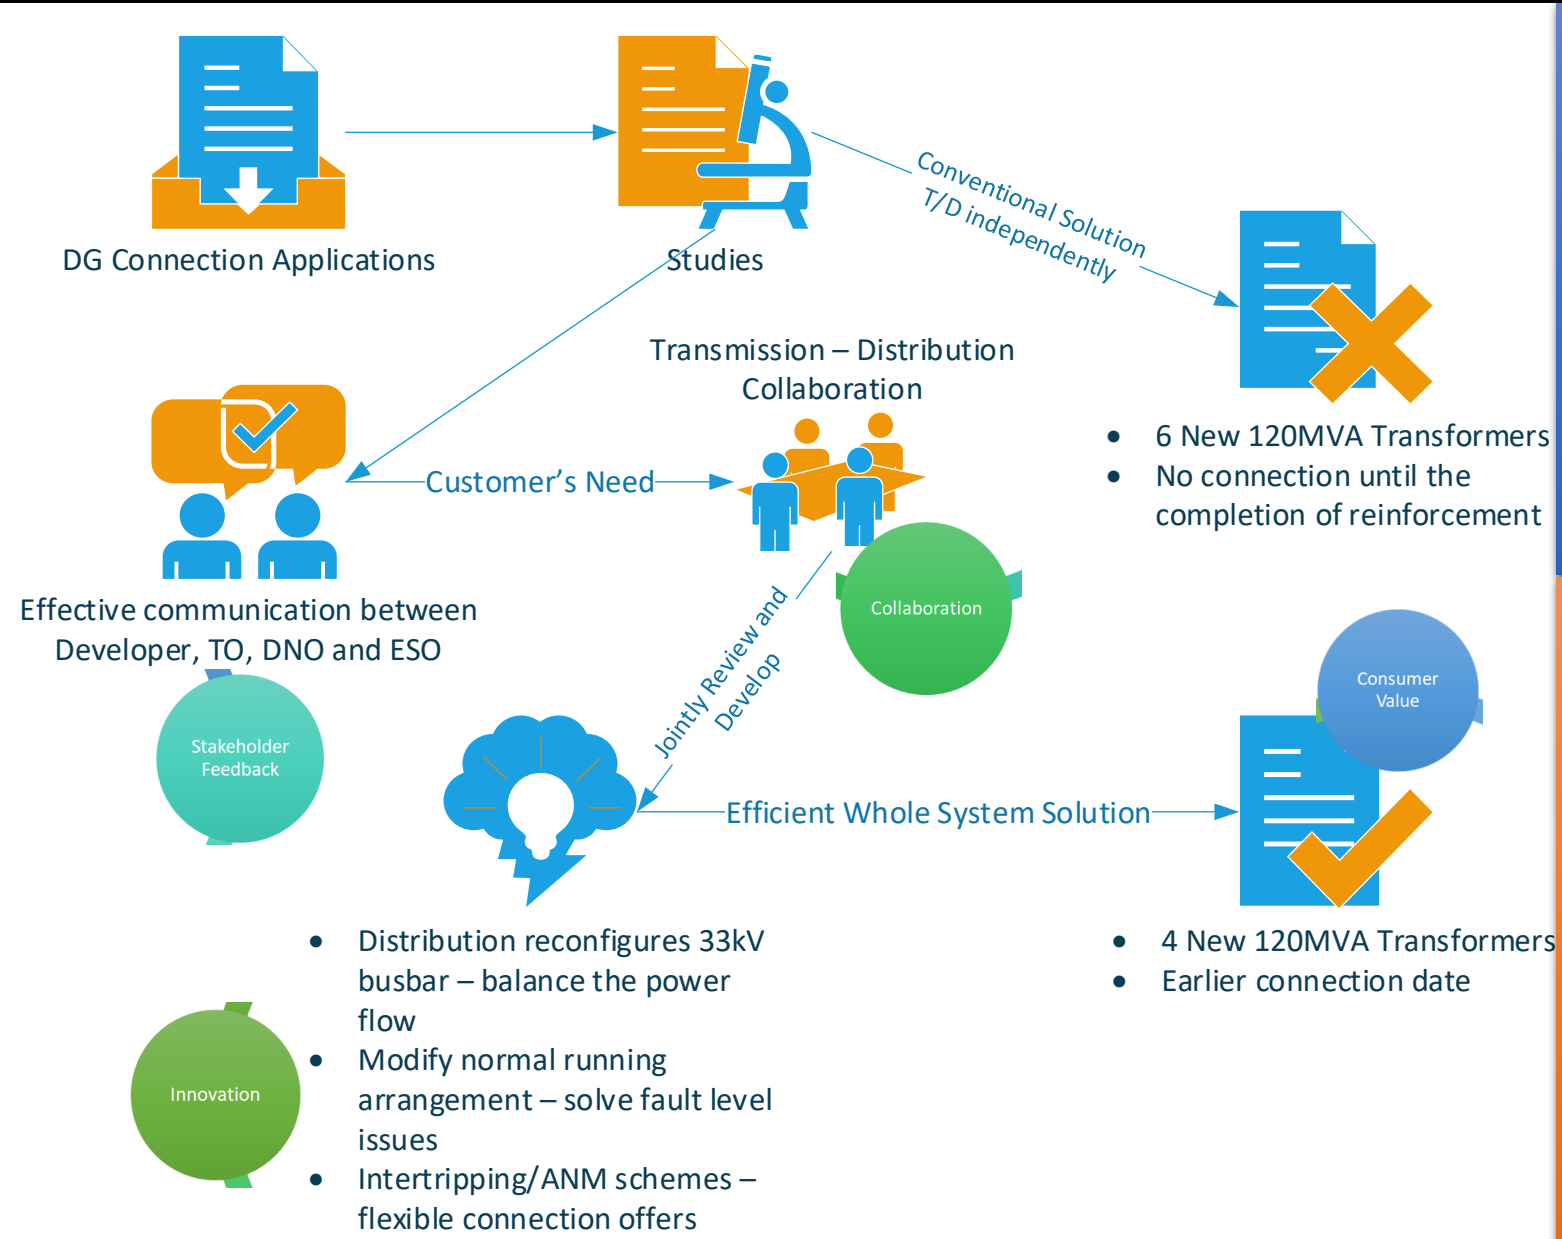 DG Connection Applications
Studies
Conventional Solution
T/D independently
Transmission – Distribution
Collaboration
• 6 New 120MVA Transformers
• No connection until the
completion of reinforcement
Customer's Need
Effective communication between
Developer, TO, DNO and ESO
Collaboration
Jointly Review and
Develop
Stakeholder
Feedback
Consumer
Value
Efficient Whole System Solution
• Distribution reconfigures 33kV
busbar – balance the power
flow
• Modify normal running
arrangement – solve fault level
issues
• Intertripping/ANM schemes –
flexible connection offers
• 4 New 120MVA Transformers
• Earlier connection date
Innovation